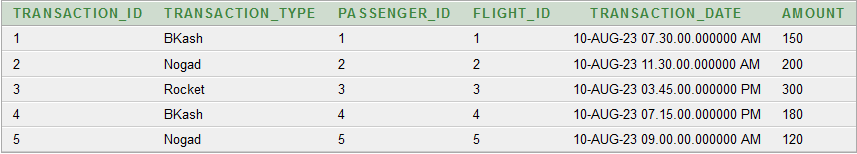 TRANSACTION_ID TRANSACTION_TYPE PASSENGER_ID FLIGHT_ID TRANSACTION_DATE AMOUNT
1 BKash 1 1 10-AUG-23 07.30.00.000000 AM 150
2 Nogad 2 2 10-AUG-23 11.30.00.000000 AM 200
3 Rocket 3 3 10-AUG-23 03.45.00.000000 PM 300
4 BKash 4 4 10-AUG-23 07.15.00.000000 PM 180
5 Nogad 5 5 10-AUG-23 09.00.00.000000 AM 120